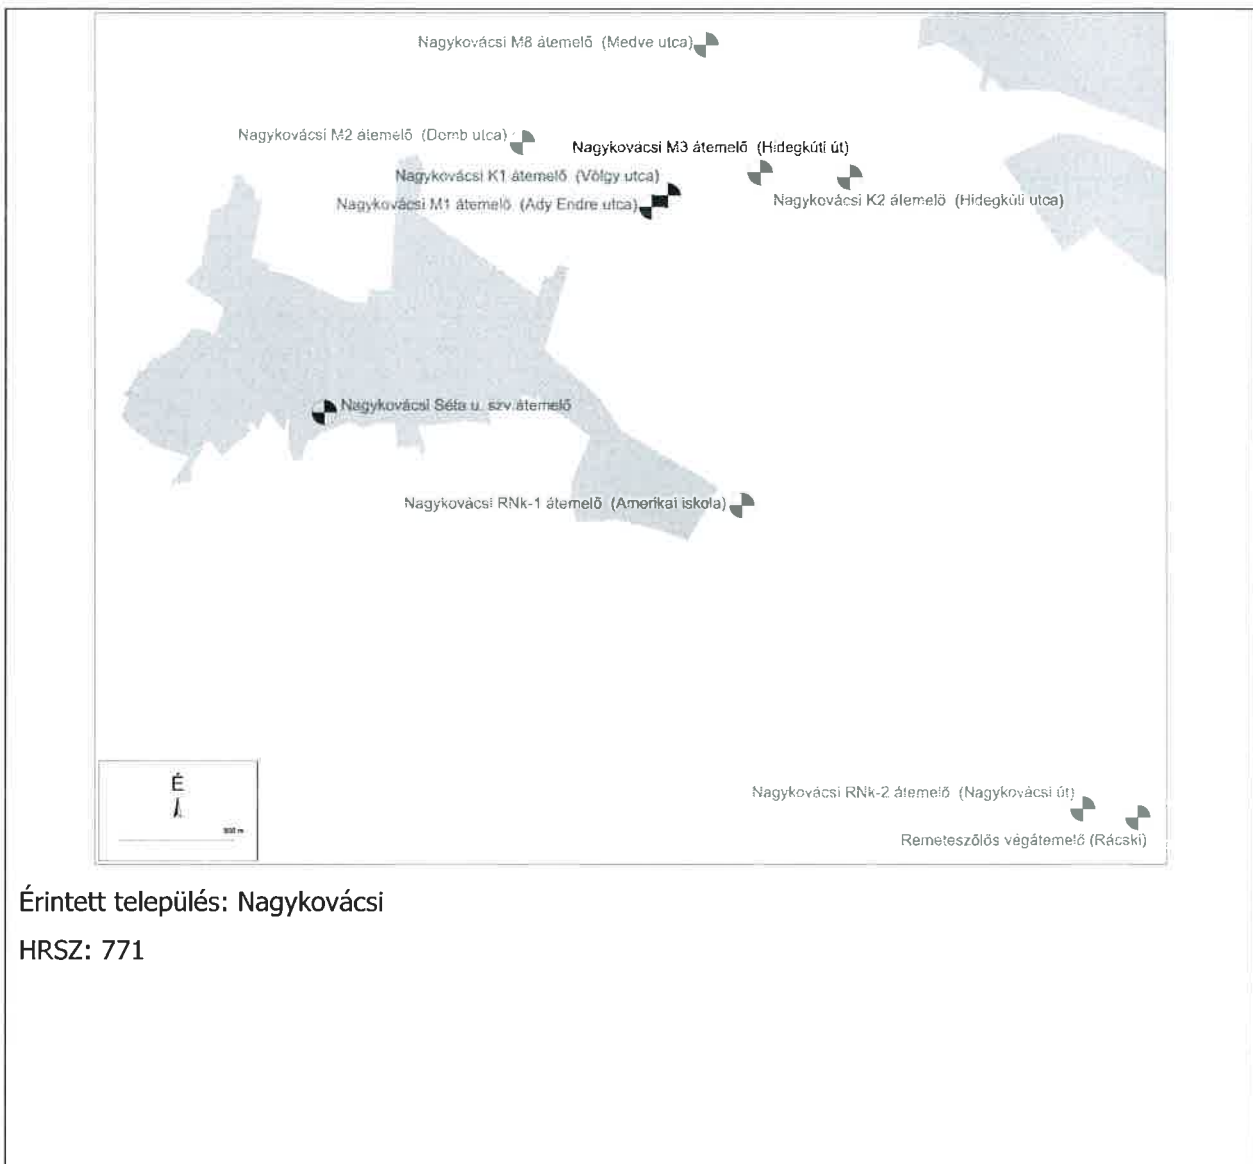 Nagykovácsi M8 átemelő (Medve utca)
Nagykovácsi M2 átemelő (Domb utca)
Nagykovácsi M3 átemelő (Hidegkúti út)
Nagykovácsi K1 átemelő (Völgy utca)
Nagykovácsi K2 átemelő (Hidegkúti utca)
Nagykovácsi M1 átemelő (Ady Endre utca)
Nagykovácsi Séta u. szv.átemelő
Nagykovácsi RNk-1 átemelő (Amerikai iskola)
É
500 m
Nagykovácsi RNk-2 átemelő (Nagykovácsi út)
Remeteszőlős végátemelő (Rácski)
Érintett település: Nagykovácsi
HRSZ: 771